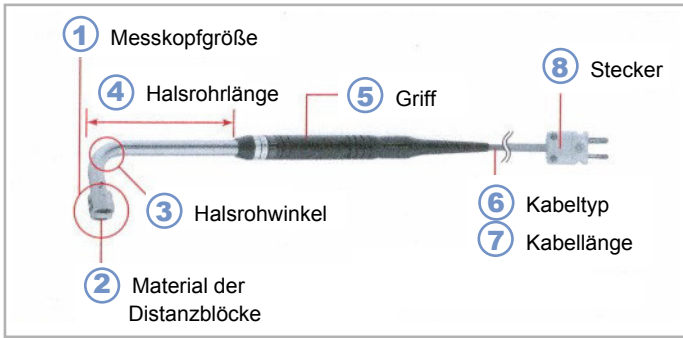 1 Messkopfgröße
4 Halsrohrlänge
5 Griff
8 Stecker
3 Halsrohwinkel
6 Kabeltyp
7 Kabellänge
2 Material der
Distanzblöcke